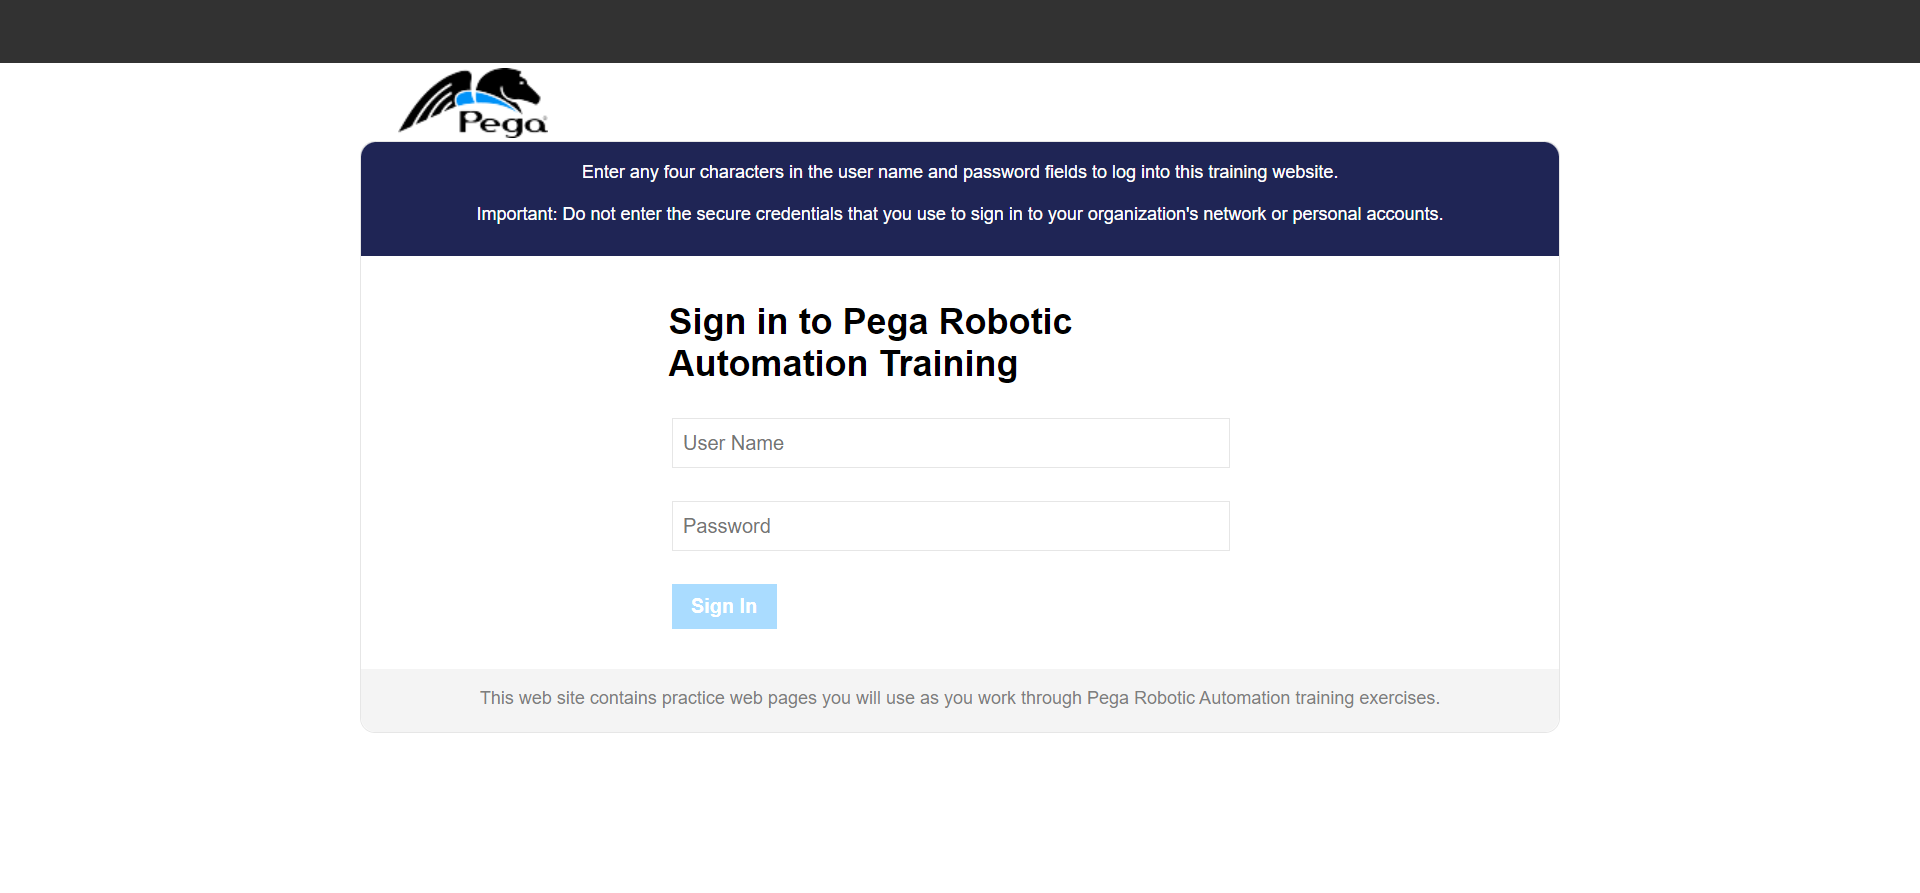 Pega
Enter any four characters in the user name and password fields to log into this training website.
Important: Do not enter the secure credentials that you use to sign in to your organization's network or personal accounts.
Sign in to Pega Robotic
Automation Training
User Name
Password
Sign In
This web site contains practice web pages you will use as you work through Pega Robotic Automation training exercises.